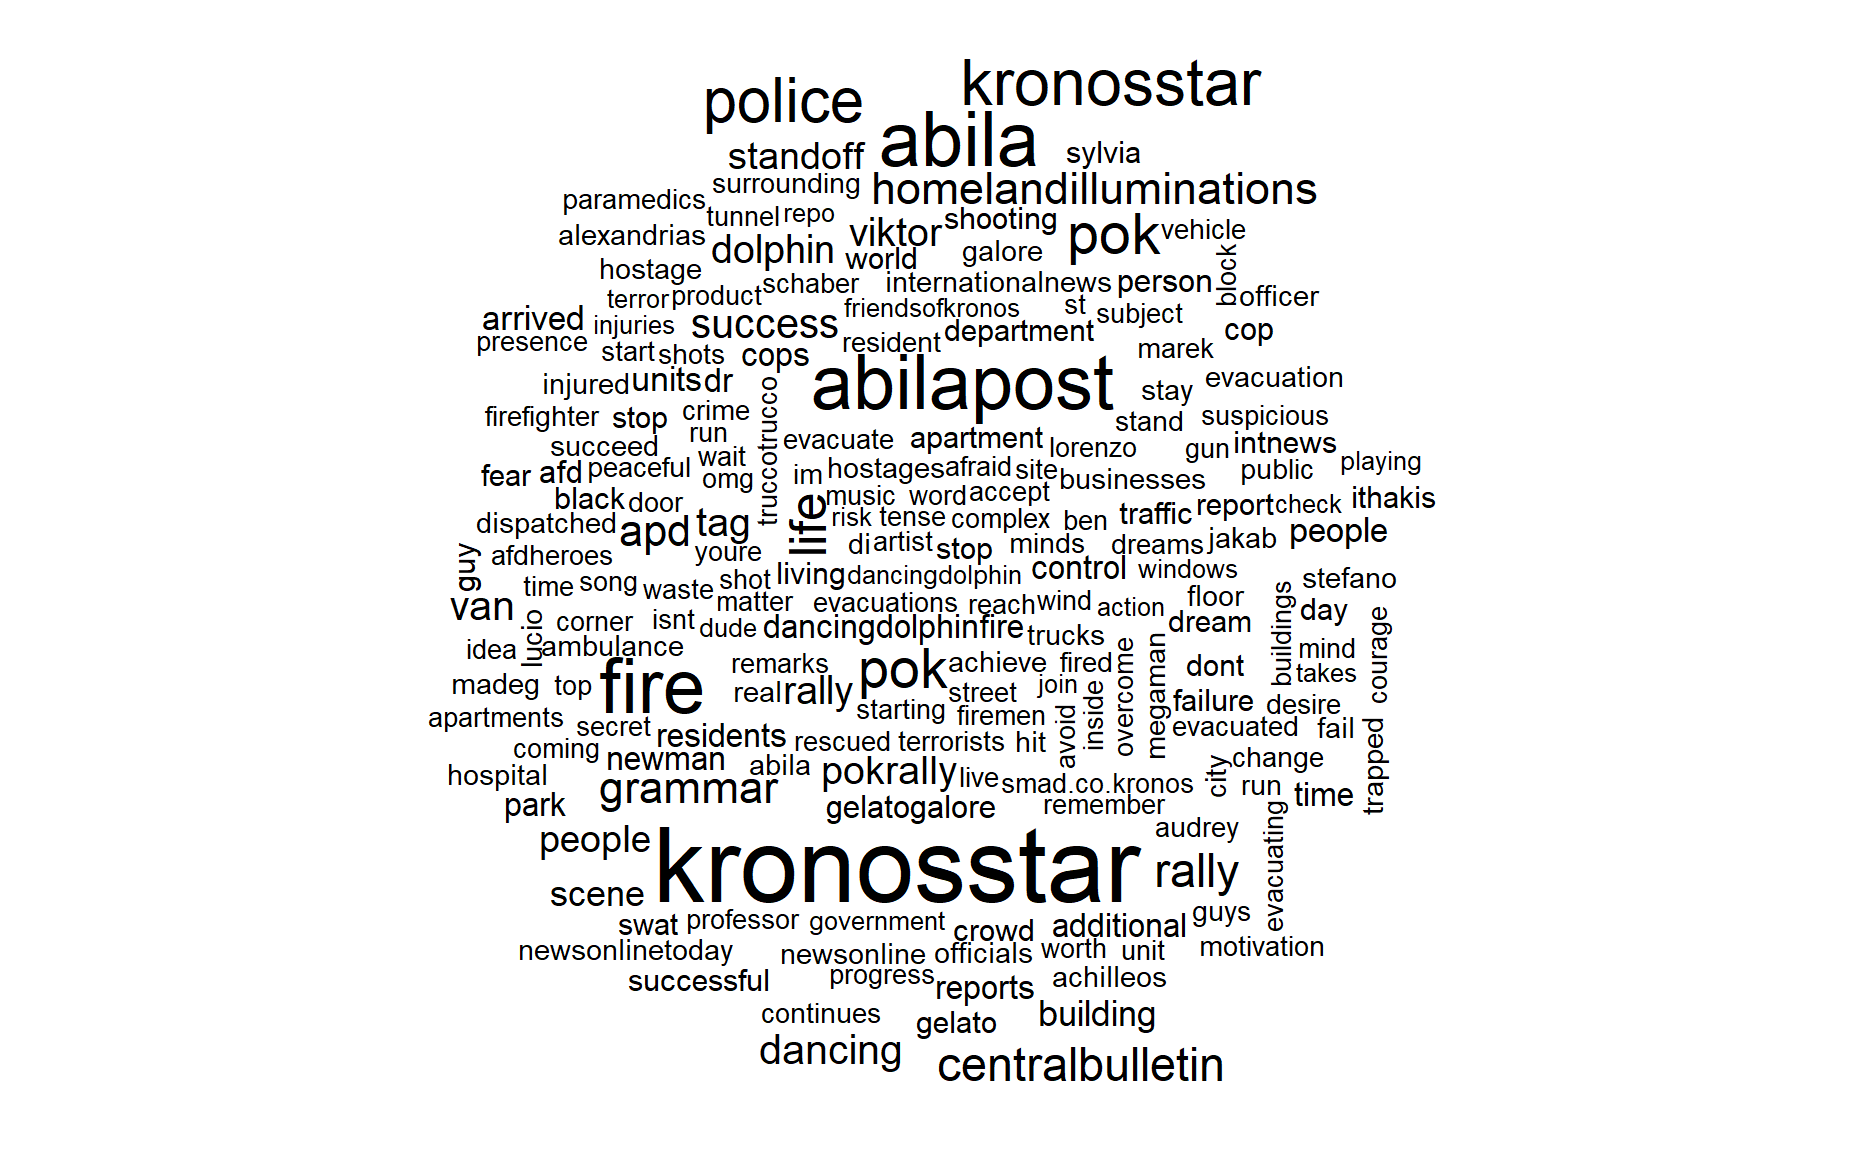 kronosstar
police
abila
standoff
sylvia
surrounding
homelandilluminations
paramedics
tunnel
repo
shooting
alexandrias
viktor
pok
vehicle
dolphin
world
galore
hostage
block
schaber
internationalnews
person
terror
product
officer
friendsofkronos
st
subject
arrived
injuries
success
department
cop
presence
start
shots
cops
resident
marek
injured
units
dr
abilapost
stay
evacuation
truccotrucco
firefighter
stop
crime
stand
suspicious
succeed
run
evacuate
apartment
lorenzo
gun
intnews
fear
afd
peaceful
wait
omg
im
hostages
afraid
site
businesses
public
playing
black
door
music
word
accept
report
check
ithakis
dispatched
apd
tag
life
risk
tense
complex
ben
traffic
people
guy
afdheroes
youre
di
artist
stop
minds
dreams
jakab
time
song
waste
shot
living
dancingdolphin
control
windows
stefano
van
matter
evacuations
reach
wind
action
floor
buildings
day
lucio
corner
isnt
dude
dancingdolphinfire
trucks
dream
courage
idea
ambulance
remarks
pok
achieve
fired
overcome
megaman
dont
mind
takes
madeg
top
fire
real
rally
street
join
inside
failure
desire
apartments
secret
starting
firemen
avoid
evacuated
fail
trapped
coming
residents
rescued
terrorists
hit
newman
abila
pokrally
live
smad.co.kronos
city
change
hospital
grammar
run
time
park
gelatogalore
remember
people
kronosstar
audrey
evacuating
scene
rally
swat
professor
government
crowd
additional
guys
newsonlinetoday
newsonline
officials
worth
unit
motivation
successful
progress
reports
achilleos
continues
gelato
building
dancing
centralbulletin